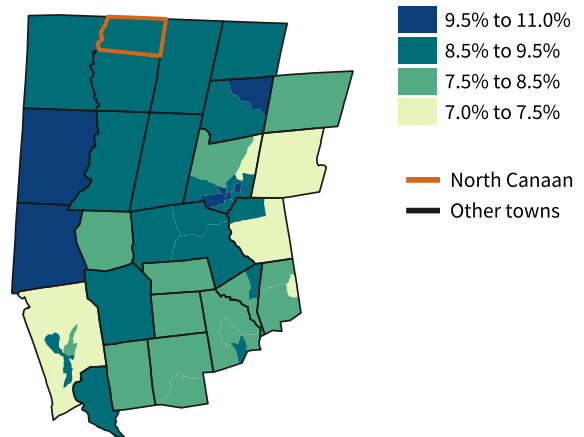 9.5% to 11.0%
8.5% to 9.5%
7.5% to 8.5%
7.0% to 7.5%
North Canaan
Other towns